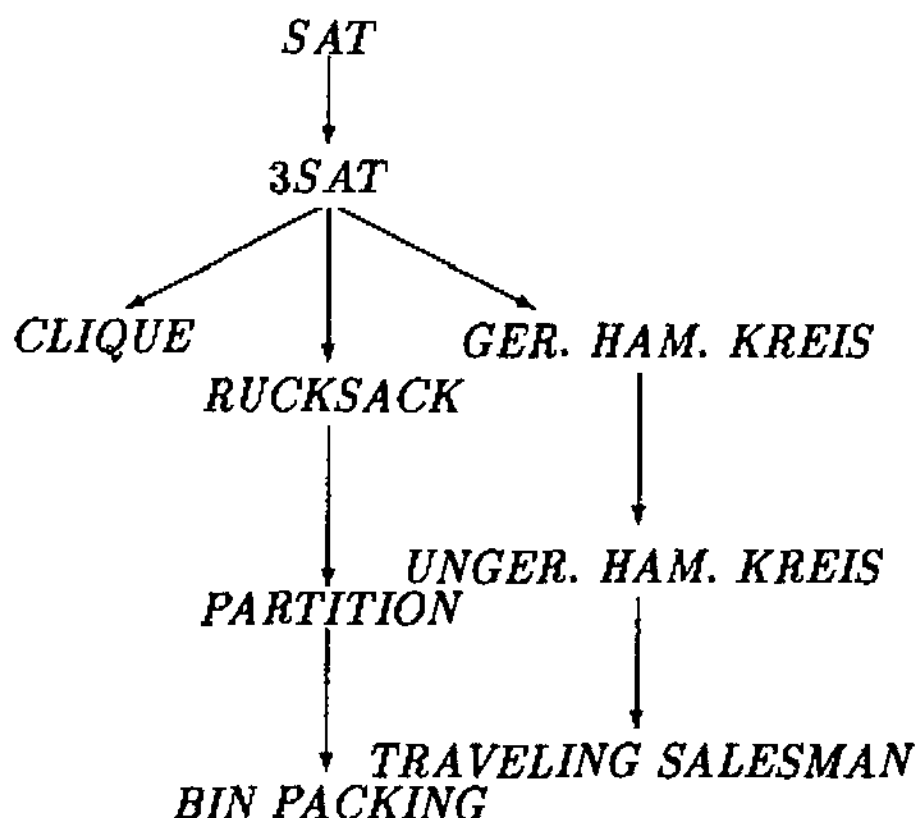 SAT
3SAT
CLIQUE
GER. HAM. KREIS
RUCKSACK
UNGER. HAM. KREIS
PARTITION
TRAVELING SALESMAN
BIN PACKING